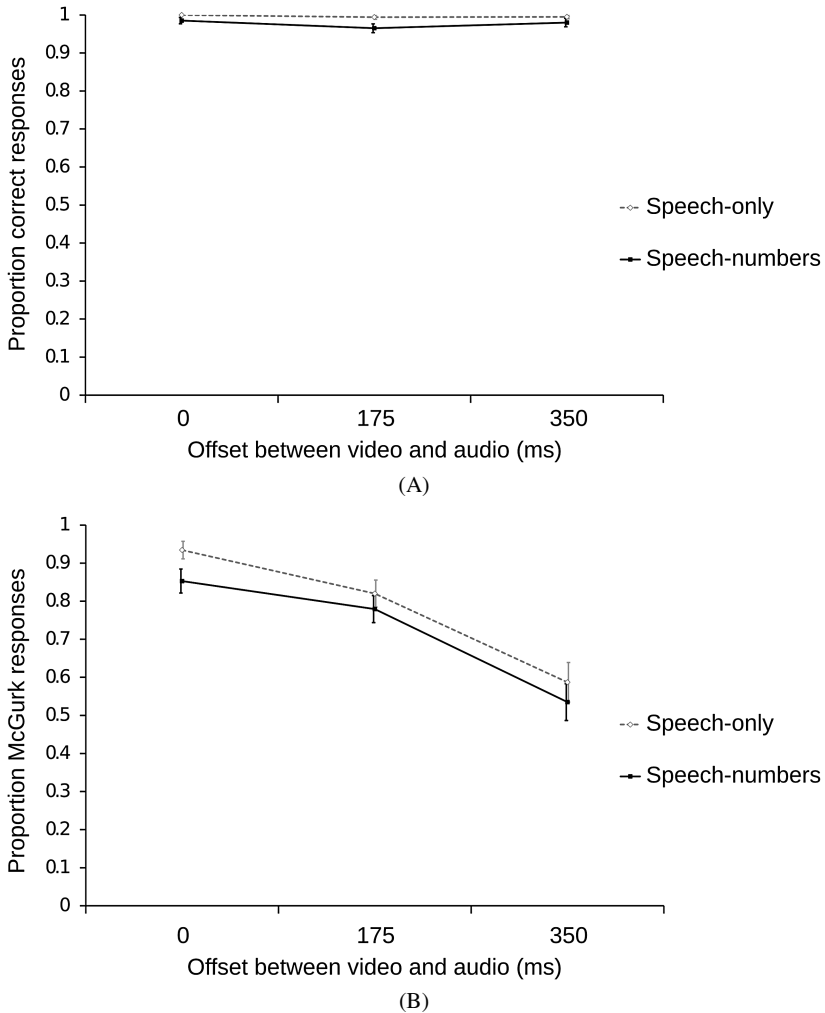 1
0.9
0.8
0.7
0.6
0.5
0.4
0.3
0.2
0.1
0
Proportion correct responses
0 175 350
Offset between video and audio (ms)
Speech-only
Speech-numbers
(A)
1
0.9
0.8
0.7
0.6
0.5
0.4
0.3
0.2
0.1
0
Proportion McGurk responses
0 175 350
Offset between video and audio (ms)
Speech-only
Speech-numbers
(B)